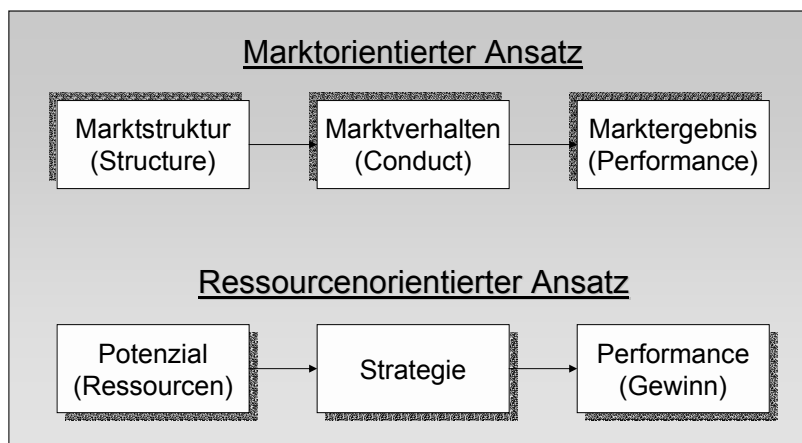 Marktorientierter Ansatz
Marktstruktur
(Structure)
Marktverhalten
(Conduct)
Marktergebnis
(Performance)
Ressourcenorientierter Ansatz
Potenzial
(Ressourcen)
Strategie
Performance
(Gewinn)